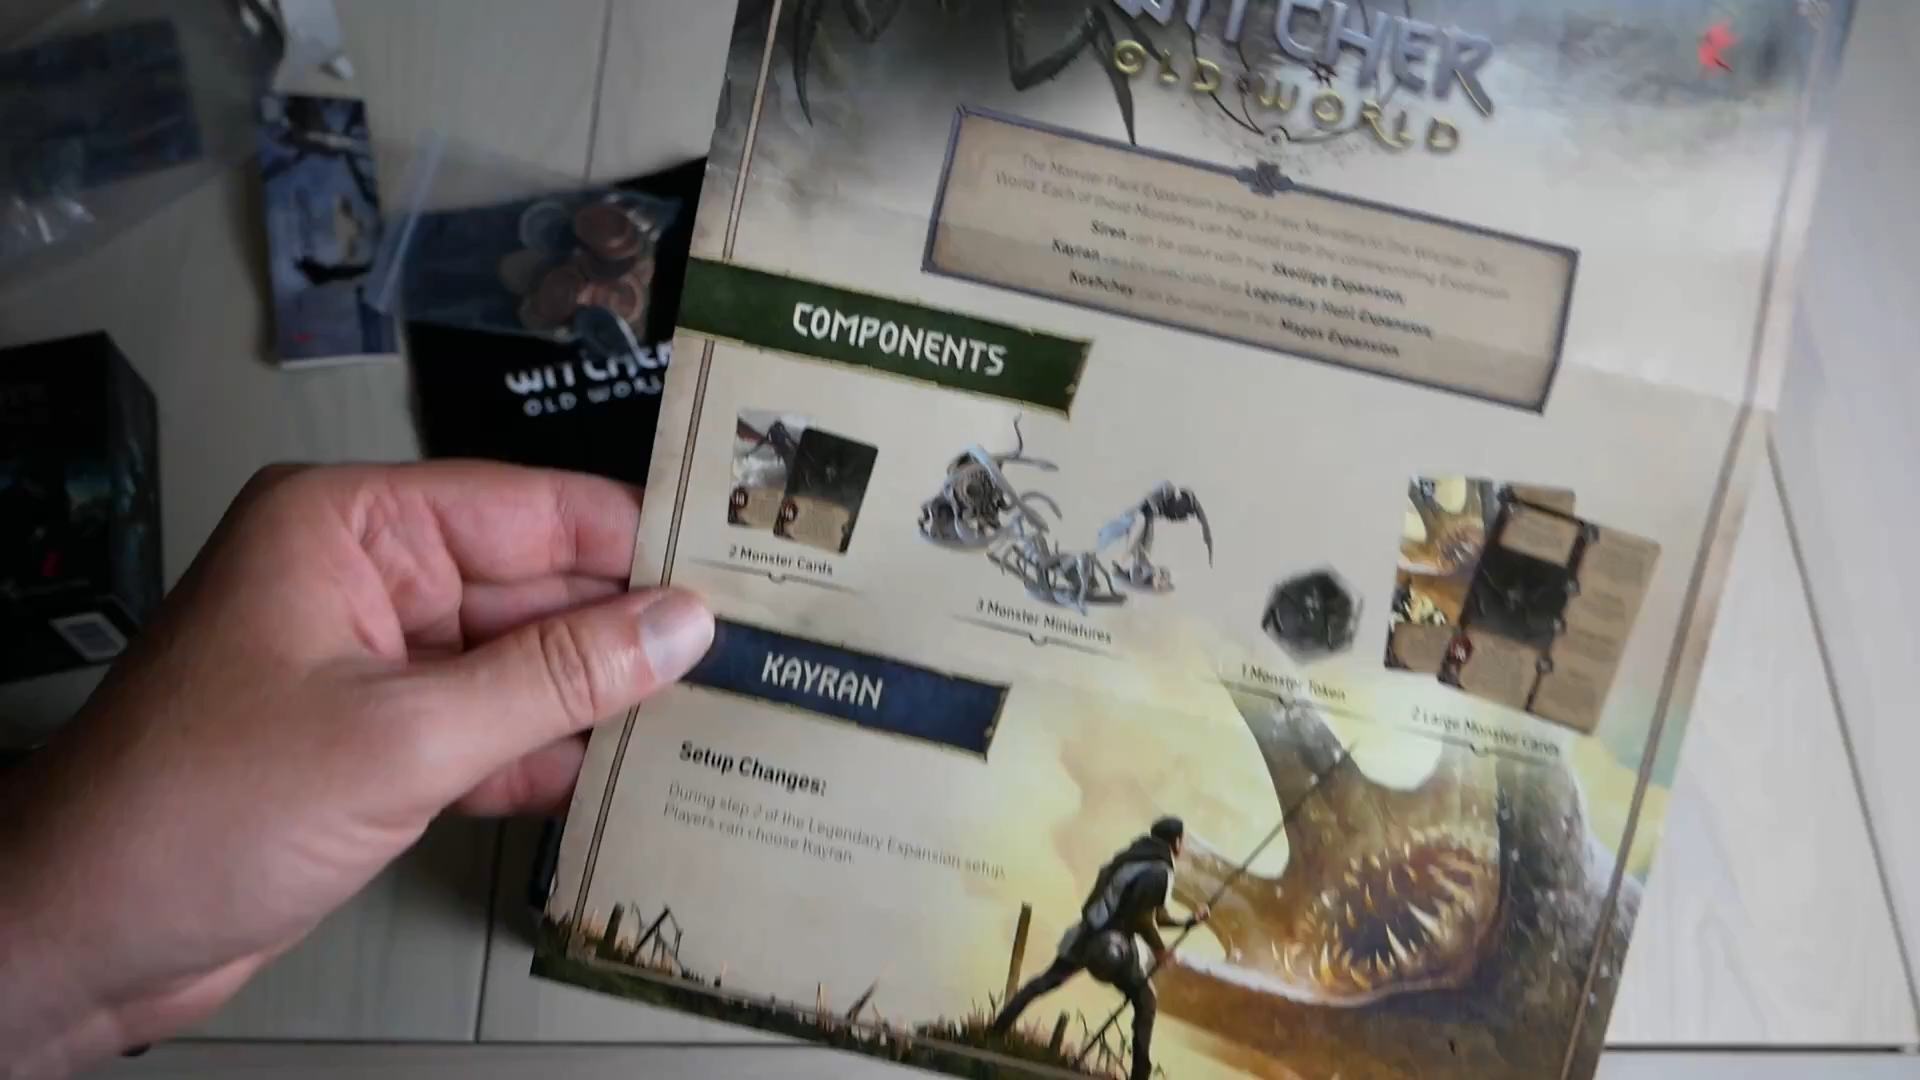 WITCHER
OLD WORLD
The Monster Pack Expansion brings 3 new Monsters to The Witcher: Old
World. Each of these Monsters can be used with the corresponding Expansion.
Siren can be used with the Skellige Expansion;
Kayran can be used with the Legendary Hunt Expansion;
Koshchey can be used with the Mages Expansion.
COMPONENTS
2 Monster Cards
3 Monster Miniatures
1 Monster Token
2 Large Monster Cards
KAYRAN
Setup Changes:
During step 2 of the Legendary Expansion setup,
Players can choose Kayran.
WITCHER
OLD WORLD